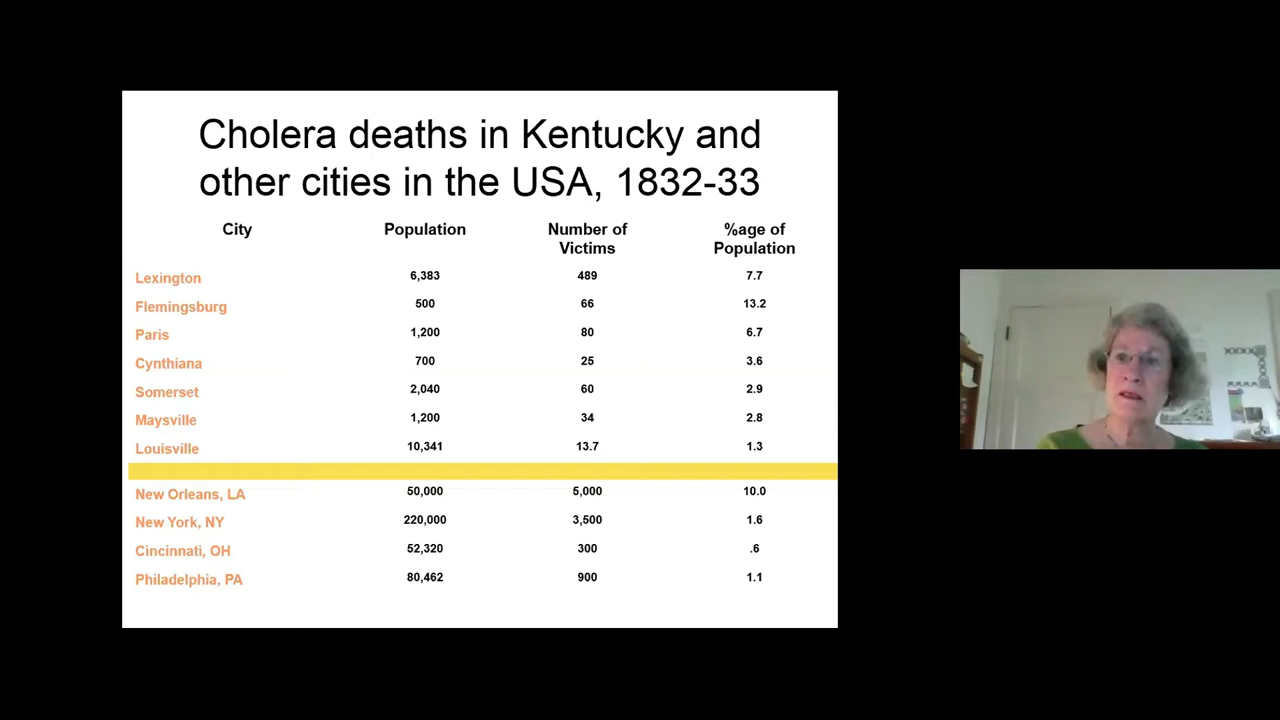 Cholera deaths in Kentucky and
other cities in the USA, 1832-33
City Population Number of Victims %age of Population
Lexington 6,383 489 7.7
Flemingsburg 500 66 13.2
Paris 1,200 80 6.7
Cynthiana 700 25 3.6
Somerset 2,040 60 2.9
Maysville 1,200 34 2.8
Louisville 10,341 13.7 1.3
New Orleans, LA 50,000 5,000 10.0
New York, NY 220,000 3,500 1.6
Cincinnati, OH 52,320 300 .6
Philadelphia, PA 80,462 900 1.1